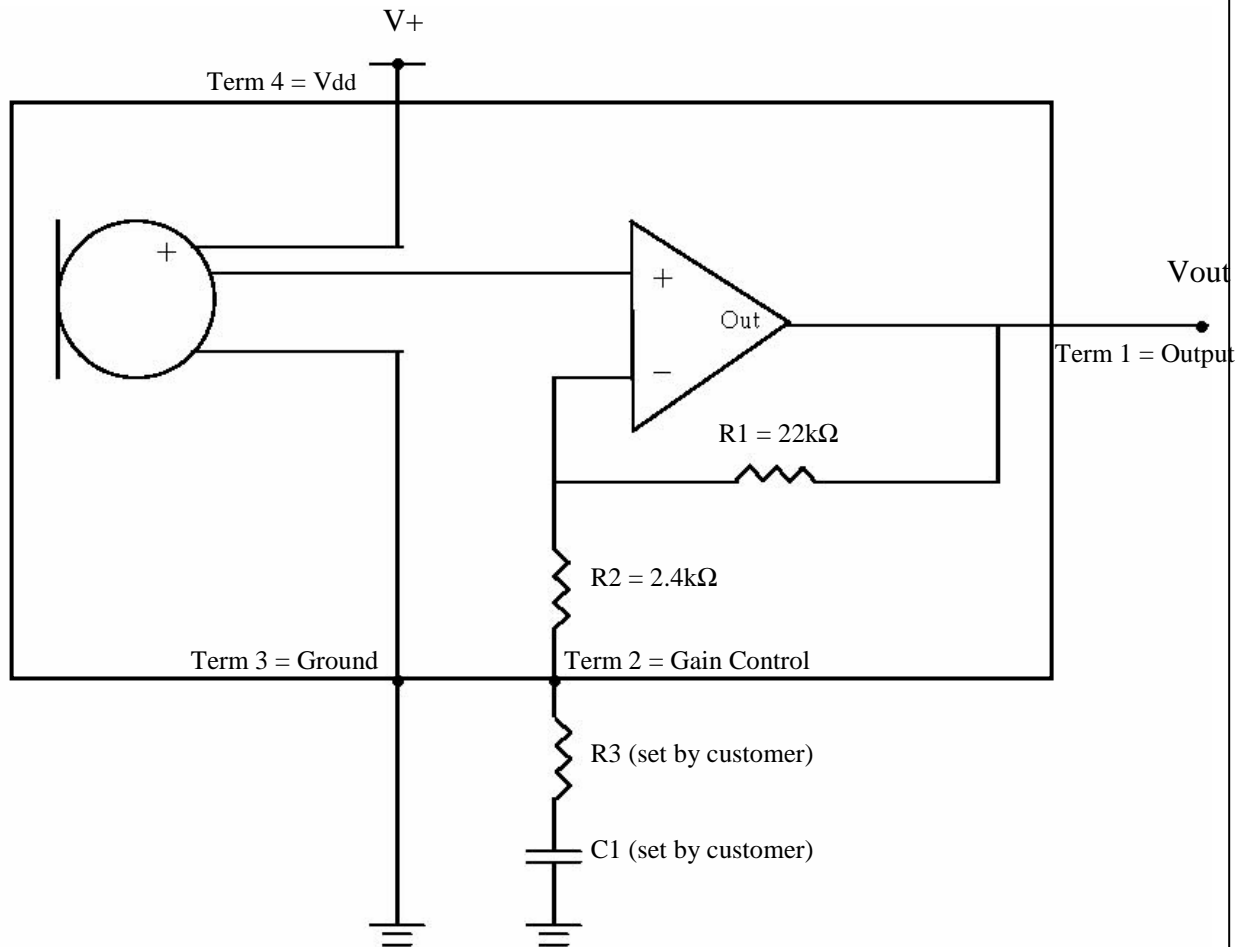 V+
Term 4 = Vdd
+
+
Out
−
Vout
Term 1 = Output
R1 = 22kΩ
R2 = 2.4kΩ
Term 3 = Ground
Term 2 = Gain Control
R3 (set by customer)
C1 (set by customer)